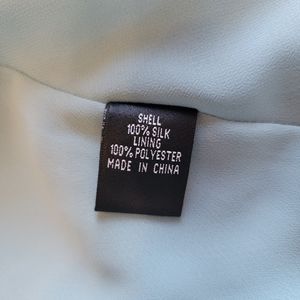 SHELL
100% SILK
LINING
100% POLYESTER
MADE IN CHINA